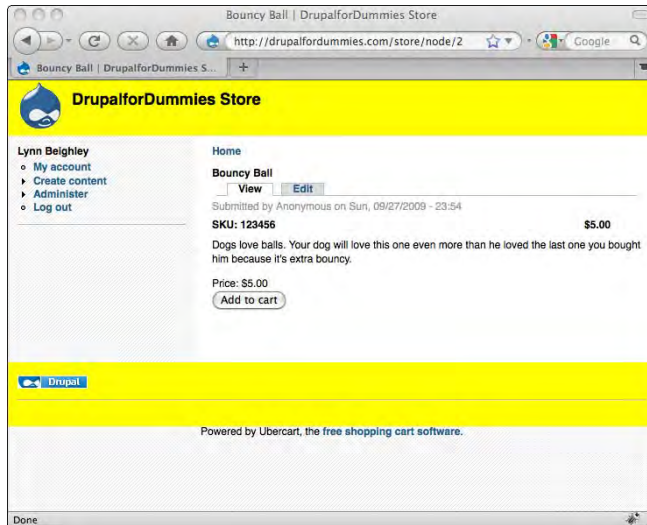 Bouncy Ball | DrupalforDummies Store
http://drupalfordummies.com/store/node/2
Google
Bouncy Ball | DrupalforDummies S...
DrupalforDummies Store
Lynn Beighley
My account
Create content
Administer
Log out
Home
Bouncy Ball
View Edit
Submitted by Anonymous on Sun, 09/27/2009 - 23:54
SKU: 123456 $5.00
Dogs love balls. Your dog will love this one even more than he loved the last one you bought
him because it's extra bouncy.
Price: $5.00
Add to cart
Drupal
Powered by Ubercart, the free shopping cart software.
Done